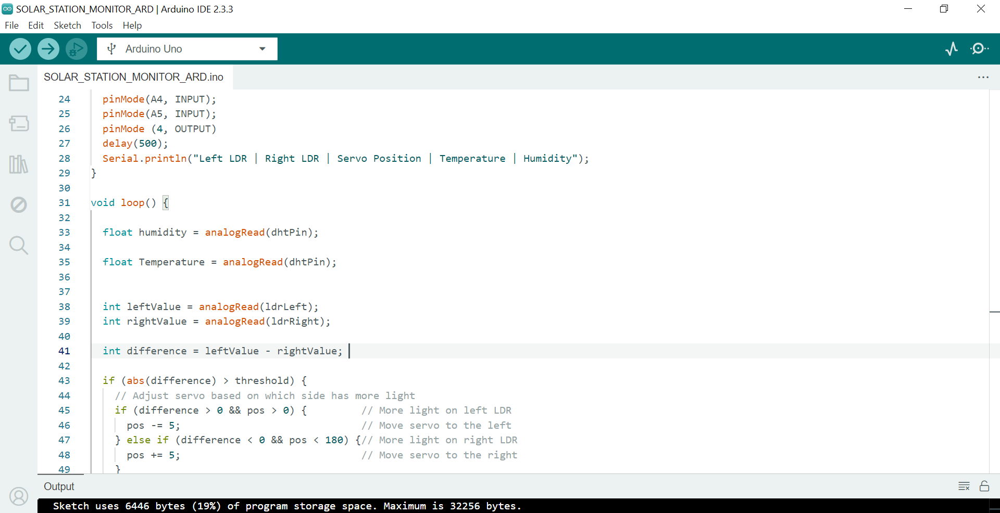 SOLAR_STATION_MONITOR_ARD | Arduino IDE 2.3.3
File Edit Sketch Tools Help
Arduino Uno
SOLAR_STATION_MONITOR_ARD.ino
24 pinMode(A4, INPUT);
25 pinMode(A5, INPUT);
26 pinMode (4, OUTPUT)
27 delay(500);
28 Serial.println("Left LDR | Right LDR | Servo Position | Temperature | Humidity");
29 }
30
31 void loop() {
32
33 float humidity = analogRead(dhtPin);
34
35 float Temperature = analogRead(dhtPin);
36
37
38 int leftValue = analogRead(ldrLeft);
39 int rightValue = analogRead(ldrRight);
40
41 int difference = leftValue - rightValue;
42
43 if (abs(difference) > threshold) {
44 // Adjust servo based on which side has more light
45 if (difference > 0 && pos > 0) { // More light on left LDR
46 pos -= 5; // Move servo to the left
47 } else if (difference < 0 && pos < 180) {// More light on right LDR
48 pos += 5; // Move servo to the right
49 }
Output
Sketch uses 6446 bytes (19%) of program storage space. Maximum is 32256 bytes.